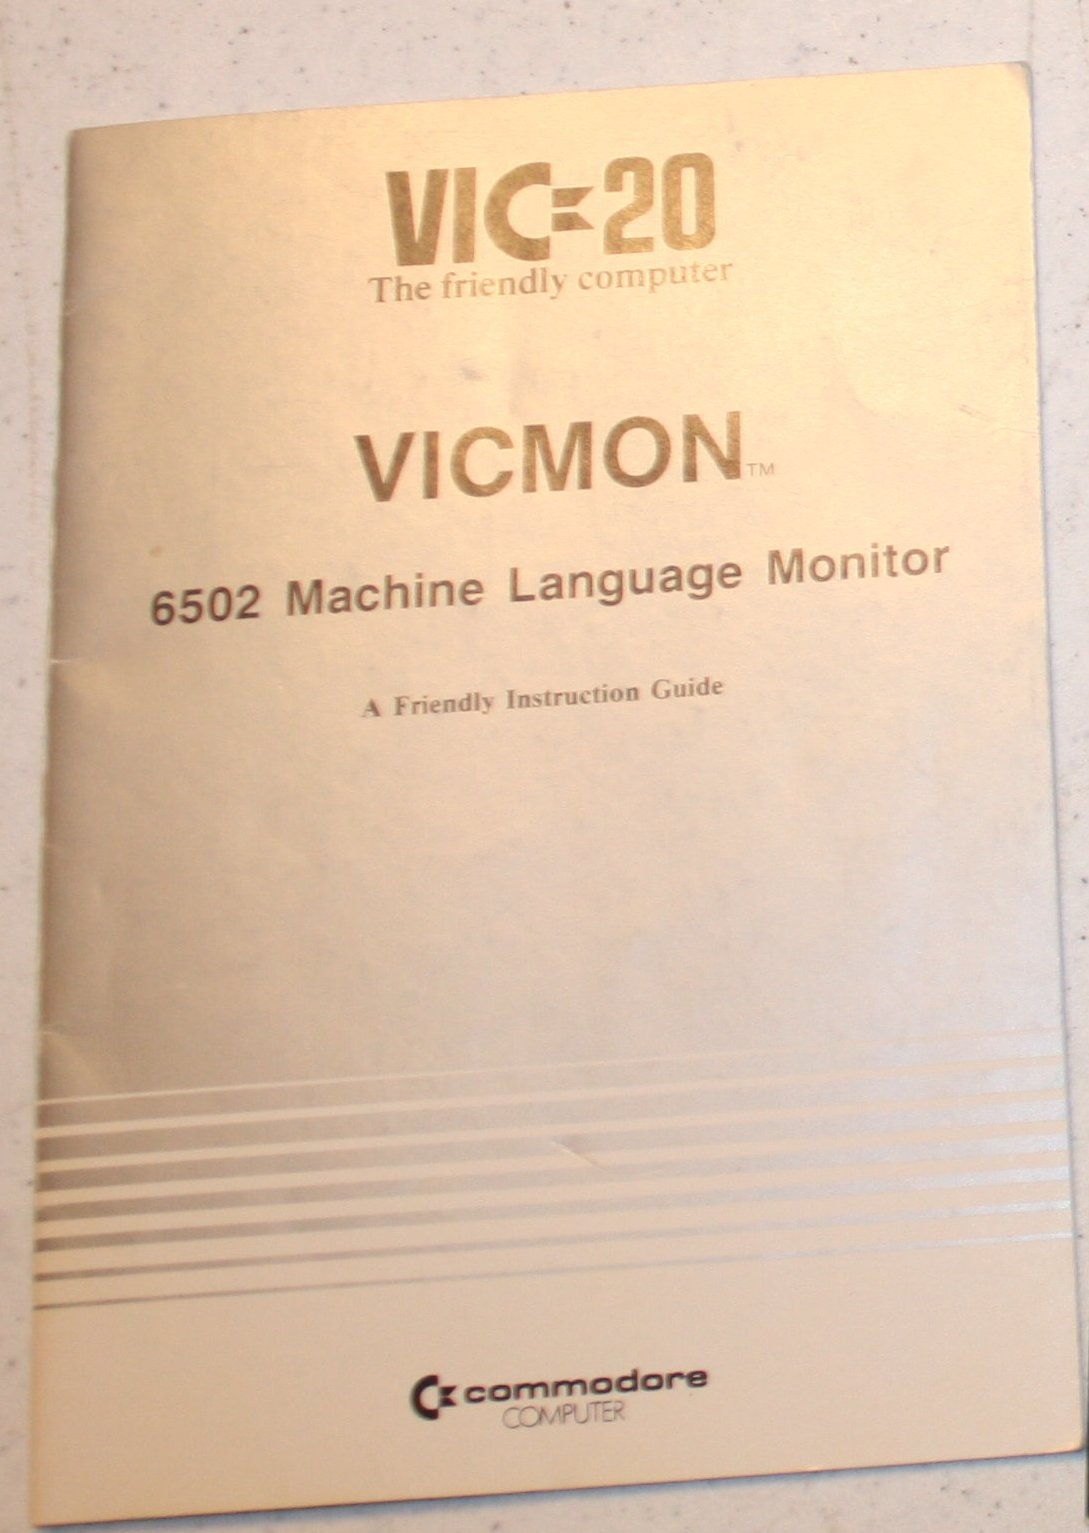 VIC-20
The friendly computer
VICMON™
6502 Machine Language Monitor
A Friendly Instruction Guide
commodore
COMPUTER